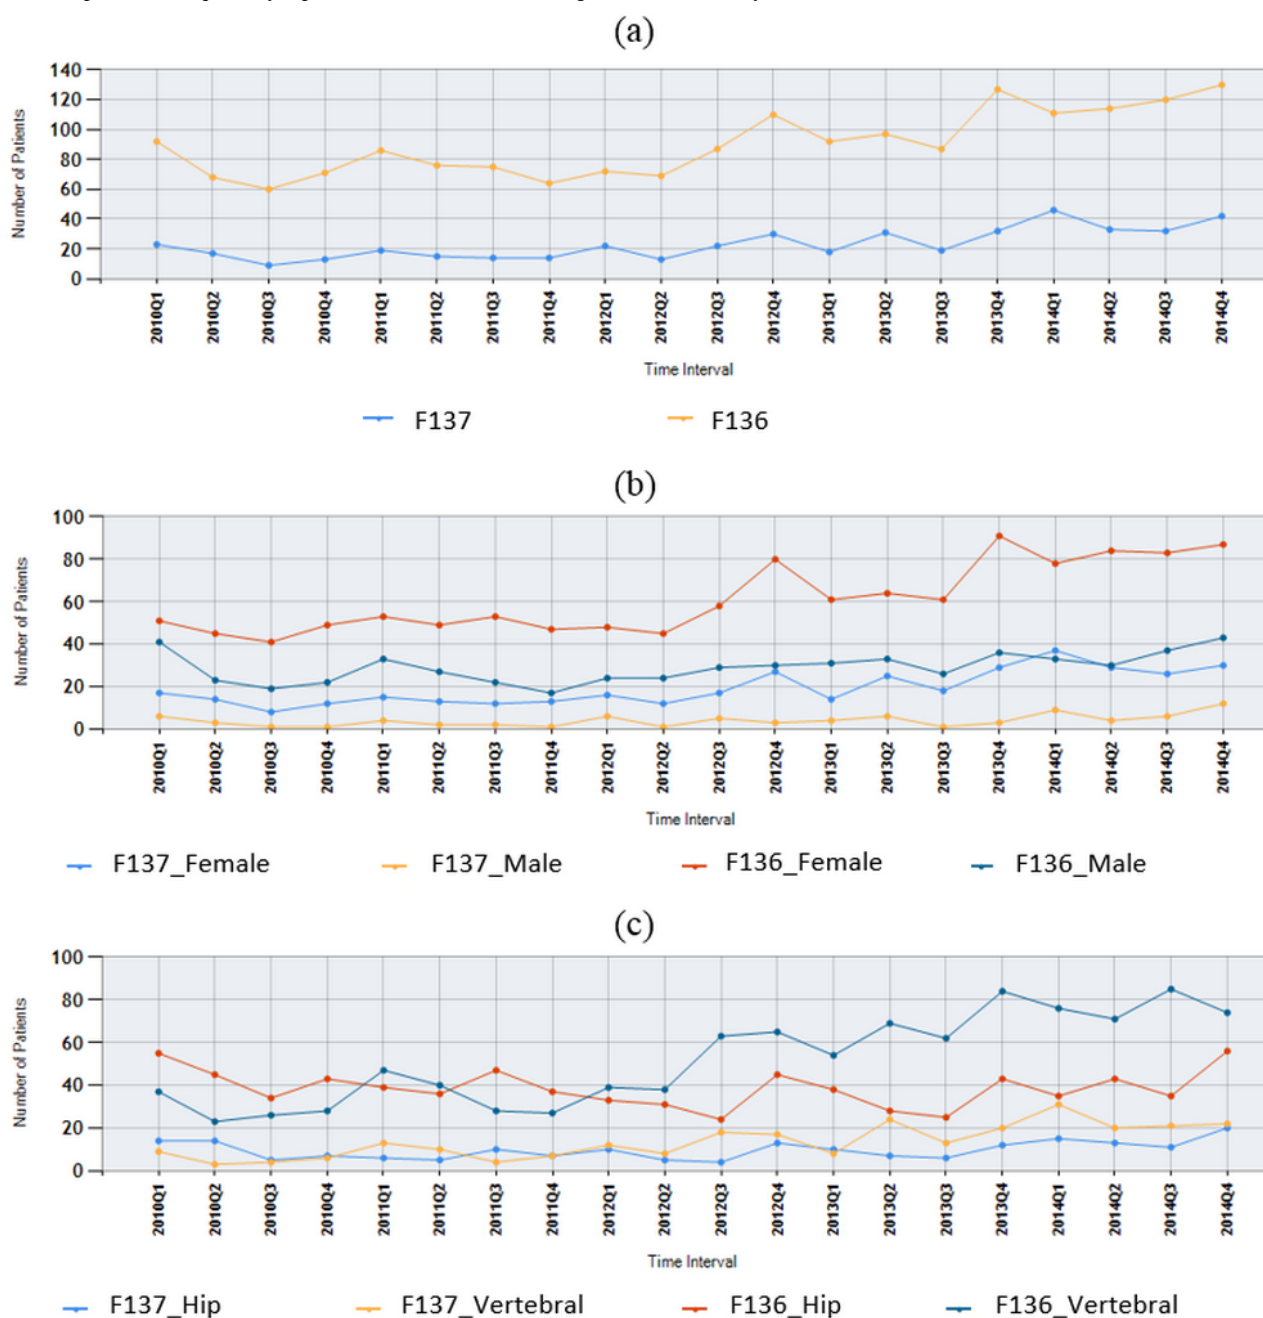 (a)
140
120
100
80
60
40
20
0
Number of Patients
2010Q1 2010Q2 2010Q3 2010Q4 2011Q1 2011Q2 2011Q3 2011Q4 2012Q1 2012Q2 2012Q3 2012Q4 2013Q1 2013Q2 2013Q3 2013Q4 2014Q1 2014Q2 2014Q3 2014Q4
Time Interval
F137 F136
(b)
100
80
60
40
20
0
Number of Patients
2010Q1 2010Q2 2010Q3 2010Q4 2011Q1 2011Q2 2011Q3 2011Q4 2012Q1 2012Q2 2012Q3 2012Q4 2013Q1 2013Q2 2013Q3 2013Q4 2014Q1 2014Q2 2014Q3 2014Q4
Time Interval
F137_Female F137_Male F136_Female F136_Male
(c)
100
80
60
40
20
0
Number of Patients
2010Q1 2010Q2 2010Q3 2010Q4 2011Q1 2011Q2 2011Q3 2011Q4 2012Q1 2012Q2 2012Q3 2012Q4 2013Q1 2013Q2 2013Q3 2013Q4 2014Q1 2014Q2 2014Q3 2014Q4
Time Interval
F137_Hip F137_Vertebral F136_Hip F136_Vertebral